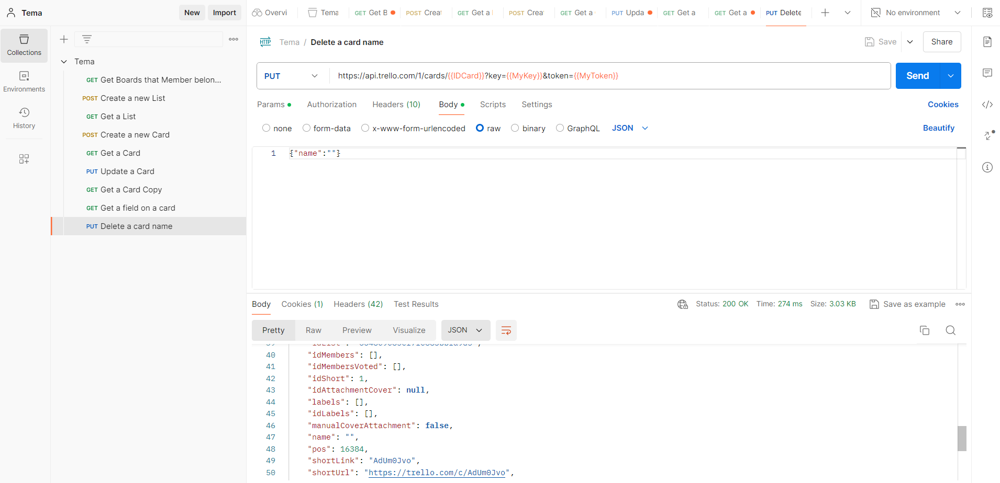 Tema
New
Import
Overvi
Tema
GET Get B
POST Creat
GET Get a
POST Crea
GET Get a
PUT Upda
GET Get a
GET Get a
PUT Delete
No environment
Collections
Environments
History
Tema
GET Get Boards that Member belon...
POST Create a new List
GET Get a List
POST Create a new Card
GET Get a Card
PUT Update a Card
GET Get a Card Copy
GET Get a field on a card
PUT Delete a card name
HTTP Tema / Delete a card name
Save
Share
PUT
https://api.trello.com/1/cards/{{IDCard}}?key={{MyKey}}&token={{MyToken}}
Send
Params
Authorization
Headers (10)
Body
Scripts
Settings
Cookies
none
form-data
x-www-form-urlencoded
raw
binary
GraphQL
JSON
Beautify
1 {"name":""}
Body
Cookies (1)
Headers (42)
Test Results
Status: 200 OK
Time: 274 ms
Size: 3.03 KB
Save as example
Pretty
Raw
Preview
Visualize
JSON
40 "idMembers": [],
41 "idMembersVoted": [],
42 "idShort": 1,
43 "idAttachmentCover": null,
44 "labels": [],
45 "idLabels": [],
46 "manualCoverAttachment": false,
47 "name": "",
48 "pos": 16384,
49 "shortLink": "AdUm0Jvo",
50 "shortUrl": "https://trello.com/c/AdUm0Jvo",